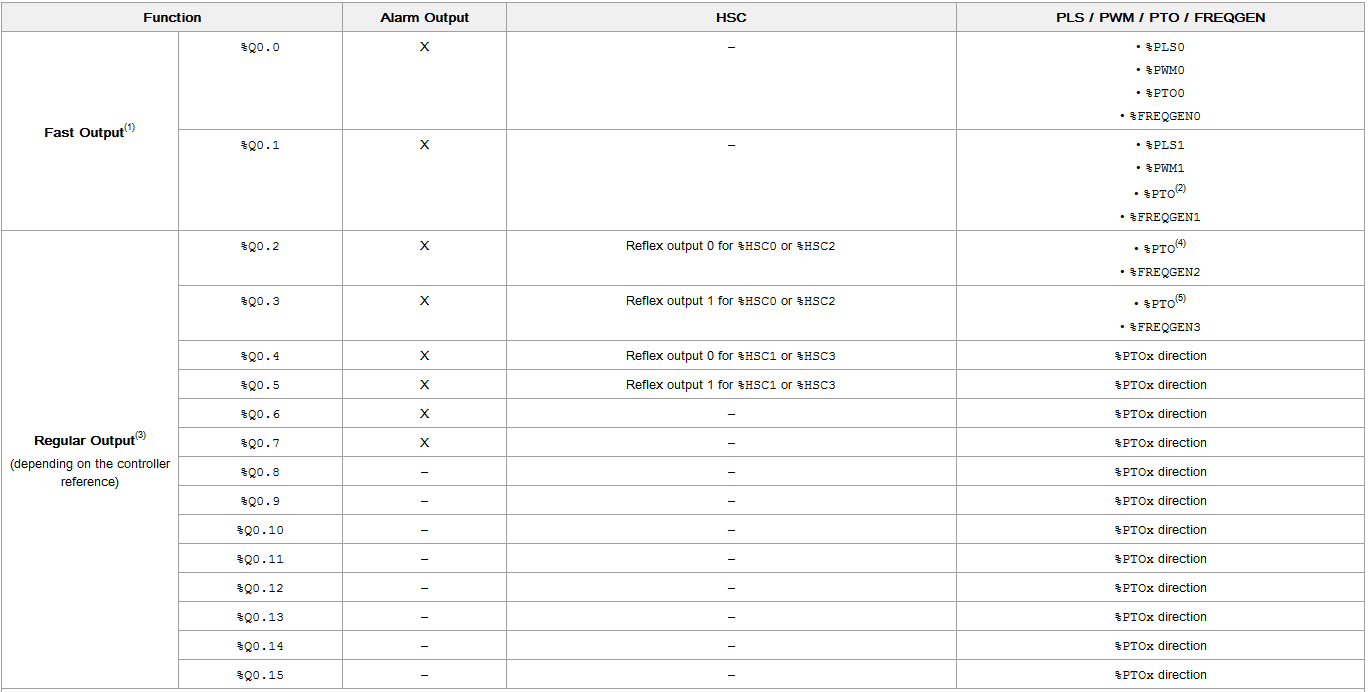 Function Alarm Output HSC PLS / PWM / PTO / FREQGEN
Fast Output(1)
%Q0.0 X – • %PLS0
• %PWM0
• %PTO0
• %FREQGEN0
%Q0.1 X – • %PLS1
• %PWM1
• %PTO(2)
• %FREQGEN1
Regular Output(3)
(depending on the controller
reference)
%Q0.2 X Reflex output 0 for %HSC0 or %HSC2 • %PTO(4)
• %FREQGEN2
%Q0.3 X Reflex output 1 for %HSC0 or %HSC2 • %PTO(5)
• %FREQGEN3
%Q0.4 X Reflex output 0 for %HSC1 or %HSC3 %PTOx direction
%Q0.5 X Reflex output 1 for %HSC1 or %HSC3 %PTOx direction
%Q0.6 X – %PTOx direction
%Q0.7 X – %PTOx direction
%Q0.8 – – %PTOx direction
%Q0.9 – – %PTOx direction
%Q0.10 – – %PTOx direction
%Q0.11 – – %PTOx direction
%Q0.12 – – %PTOx direction
%Q0.13 – – %PTOx direction
%Q0.14 – – %PTOx direction
%Q0.15 – – %PTOx direction